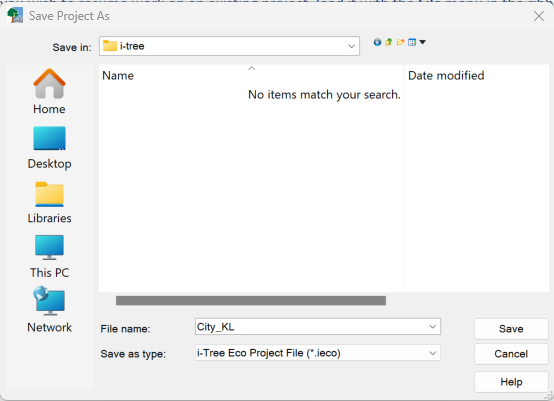 Save Project As
Save in:
i-tree
Name
Date modified
No items match your search.
Home
Desktop
Libraries
This PC
Network
File name:
City_KL
Save
Save as type:
i-Tree Eco Project File (*.ieco)
Cancel
Help